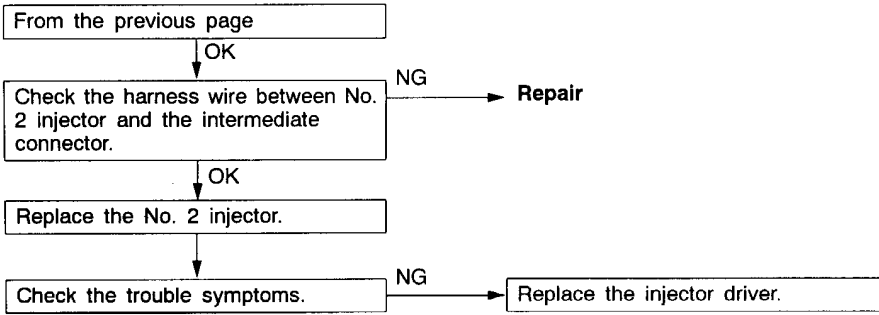 From the previous page
OK
Check the harness wire between No.
2 injector and the intermediate
connector.
NG
Repair
OK
Replace the No. 2 injector.
Check the trouble symptoms.
NG
Replace the injector driver.